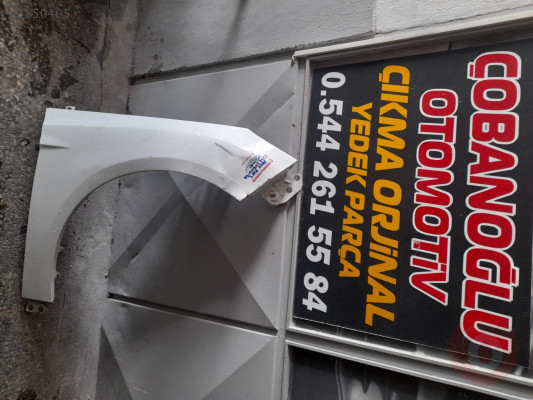 ÇOBANOĞLU
OTOMOTİV
ÇIKMA ORJİNAL
YEDEK PARÇA
0.544 261 55 84